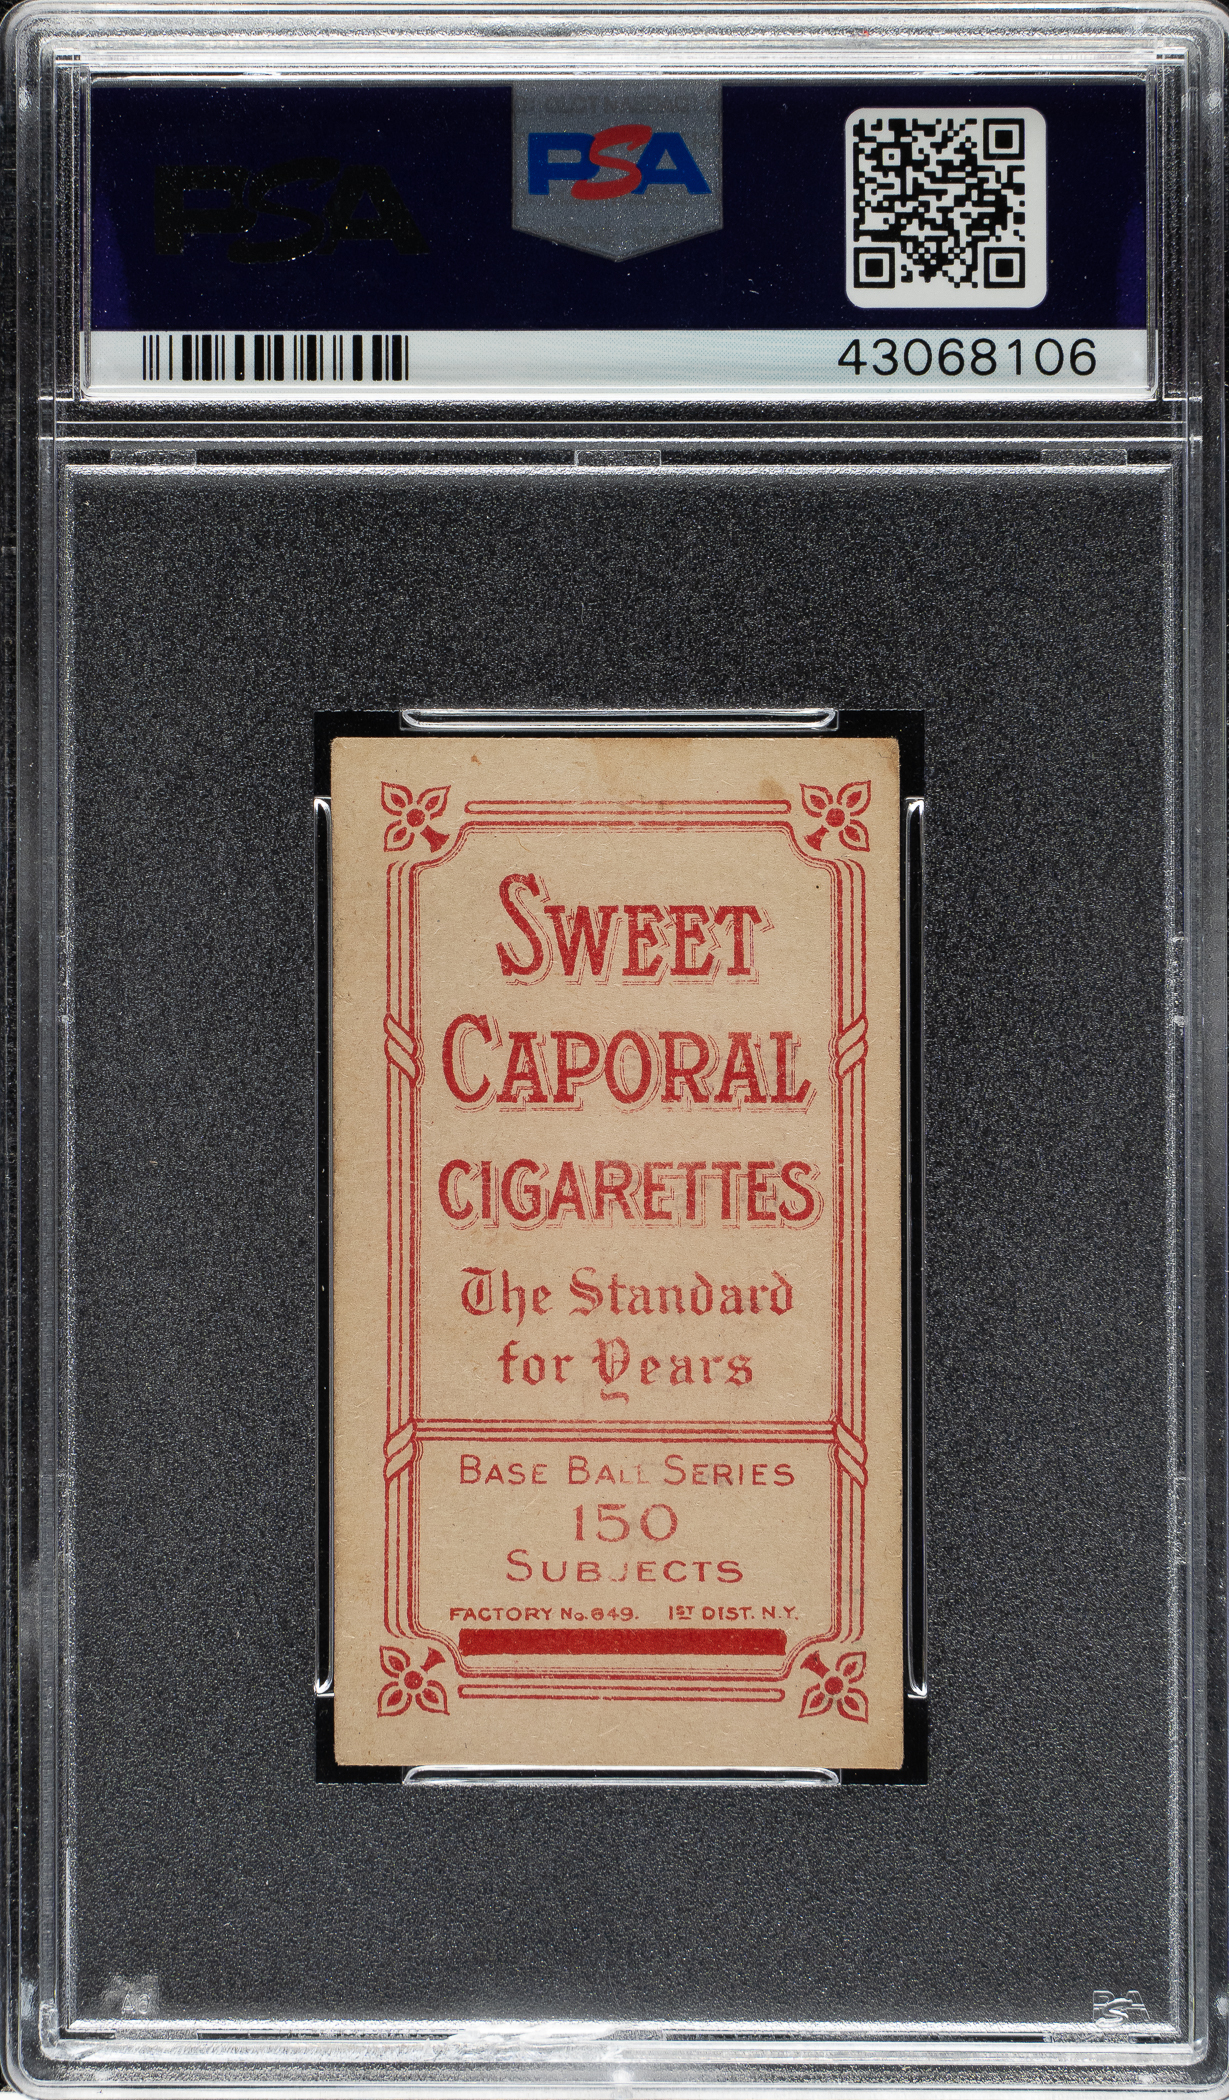 PSA
PSA
43068106
SWEET
CAPORAL
CIGARETTES
The Standard
for Years
BASE BALL SERIES
150
SUBJECTS
FACTORY No. 649. 1ST DIST. N.Y.
PSA